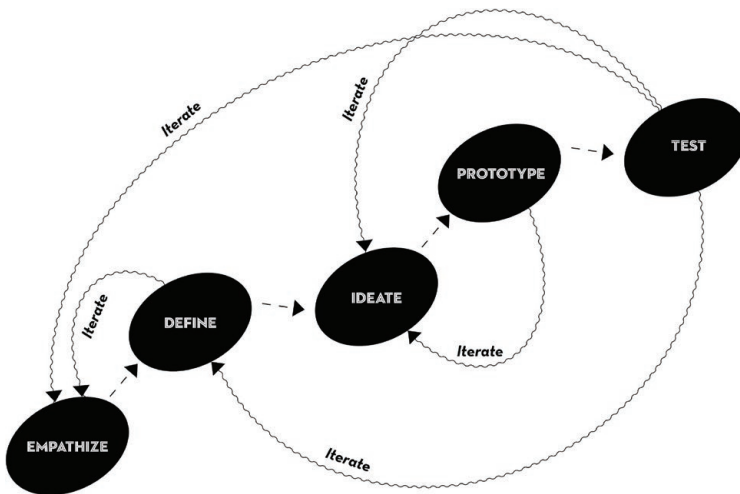 Iterate
Iterate
TEST
PROTOTYPE
IDEATE
Iterate
DEFINE
Iterate
EMPATHIZE
Iterate